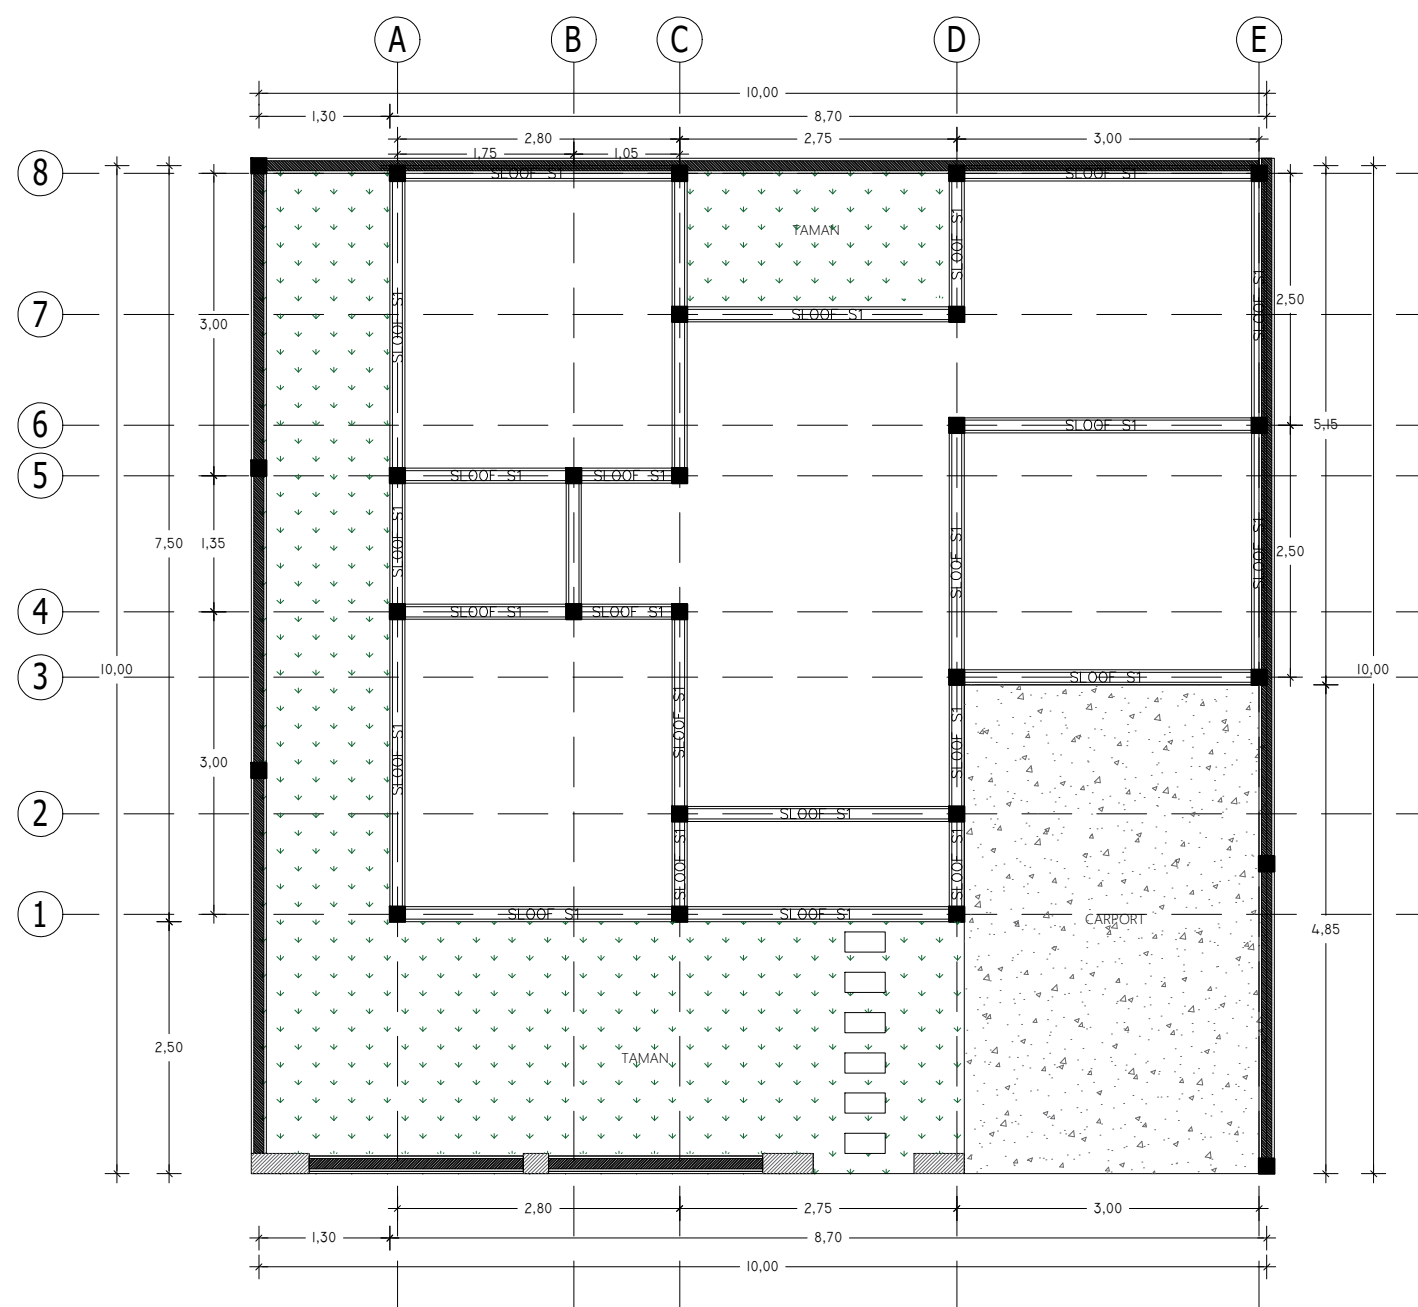 A B C D E
10,00
1,30 8,70
2,80 2,75 3,00
1,75 1,05
8 SLOOF S1 SLOOF S1
TAMAN SLOOF S1
SLOOF S1 2,50
7 3,00 SLOOF S1 SLOOF S1
6 SLOOF S1 5,15
5 SLOOF S1 SLOOF S1
7,50 1,35 SLOOF S1 SLOOF S1 SLOOF S1 2,50
4 SLOOF S1 SLOOF S1
3 10,00 SLOOF S1 10,00
3,00 SLOOF S1 SLOOF S1 SLOOF S1
2 SLOOF S1
SLOOF S1 SLOOF S1
1 SLOOF S1 SLOOF S1 CARPORT
4,85
2,50 TAMAN
2,80 2,75 3,00
1,30 8,70
10,00